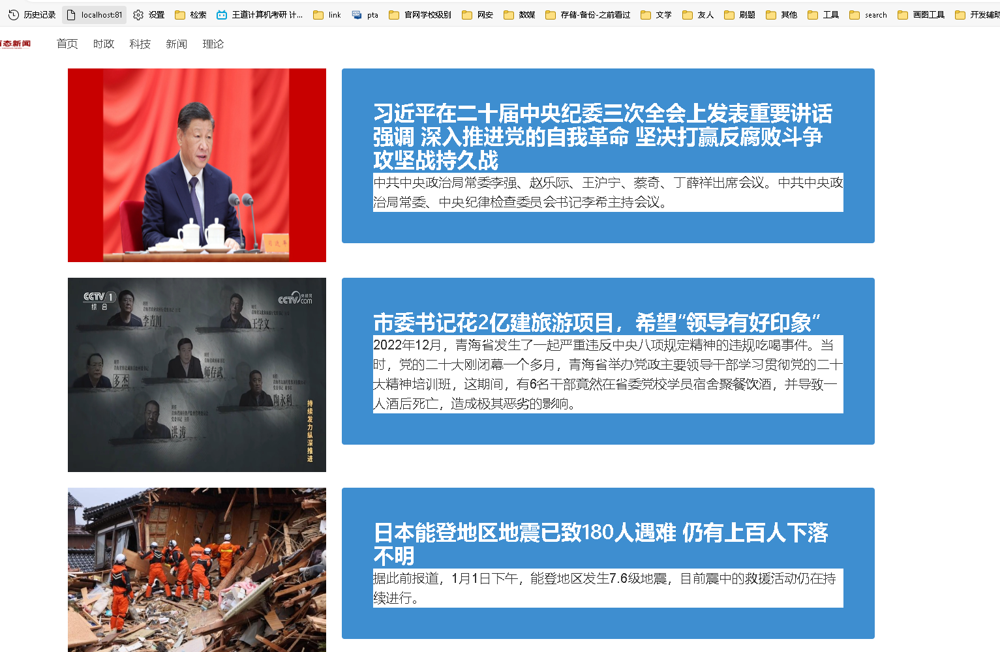 历史记录 localhost:81 设置 检索 王道计算机考研 计... link pta 官网学校级别 网安 数媒 存储-备份-之前看过 文学 友人 刷题 其他 工具 search 画图工具 开发辅助
百态新闻 首页 时政 科技 新闻 理论
习近平在二十届中央纪委三次全会上发表重要讲话
强调 深入推进党的自我革命 坚决打赢反腐败斗争
攻坚战持久战
中共中央政治局常委李强、赵乐际、王沪宁、蔡奇、丁薛祥出席会议。中共中央政
治局常委、中央纪律检查委员会书记李希主持会议。
CCTV 1
综合
央视网
CCTV.com
李青川
王学文
师存武
多杰
陶永利
洪涛
持续发力纵深推进
市委书记花2亿建旅游项目，希望“领导有好印象”
2022年12月，青海省发生了一起严重违反中央八项规定精神的违规吃喝事件。当
时，党的二十大刚闭幕一个多月，青海省举办党政主要领导干部学习贯彻党的二十
大精神培训班，这期间，有6名干部竟然在省委党校学员宿舍聚餐饮酒，并导致一
人酒后死亡，造成极其恶劣的影响。
日本能登地区地震已致180人遇难 仍有上百人下落
不明
据此前报道，1月1日下午，能登地区发生7.6级地震，目前震中的救援活动仍在持
续进行。